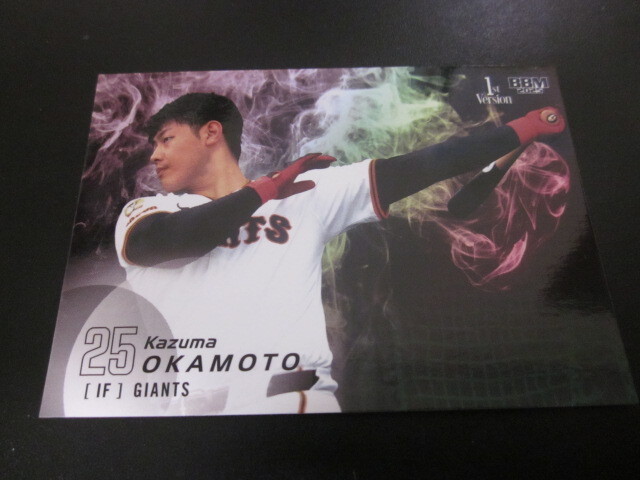 1st
Version
BBM
25
Kazuma
OKAMOTO
[ IF ] GIANTS